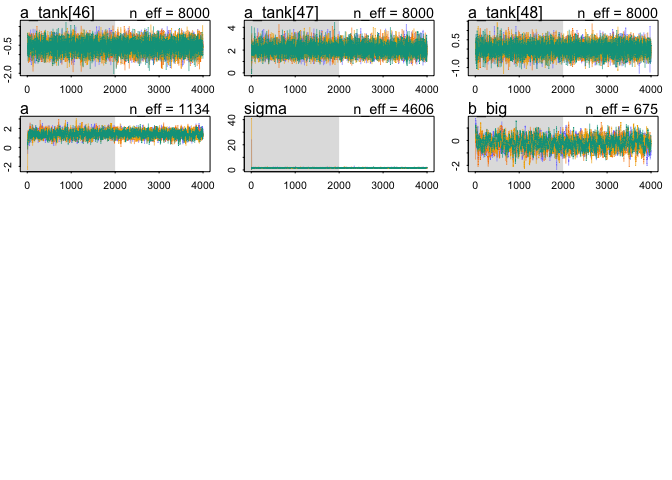 a_tank[46] n_eff = 8000 a_tank[47] n_eff = 8000 a_tank[48] n_eff = 8000
-2.0 -0.5
0 2 4
-1.0 0.5
0 1000 2000 3000 4000 0 1000 2000 3000 4000 0 1000 2000 3000 4000
a n_eff = 1134 sigma n_eff = 4606 b_big n_eff = 675
-2 0 2
0 20 40
-2 0
0 1000 2000 3000 4000 0 1000 2000 3000 4000 0 1000 2000 3000 4000